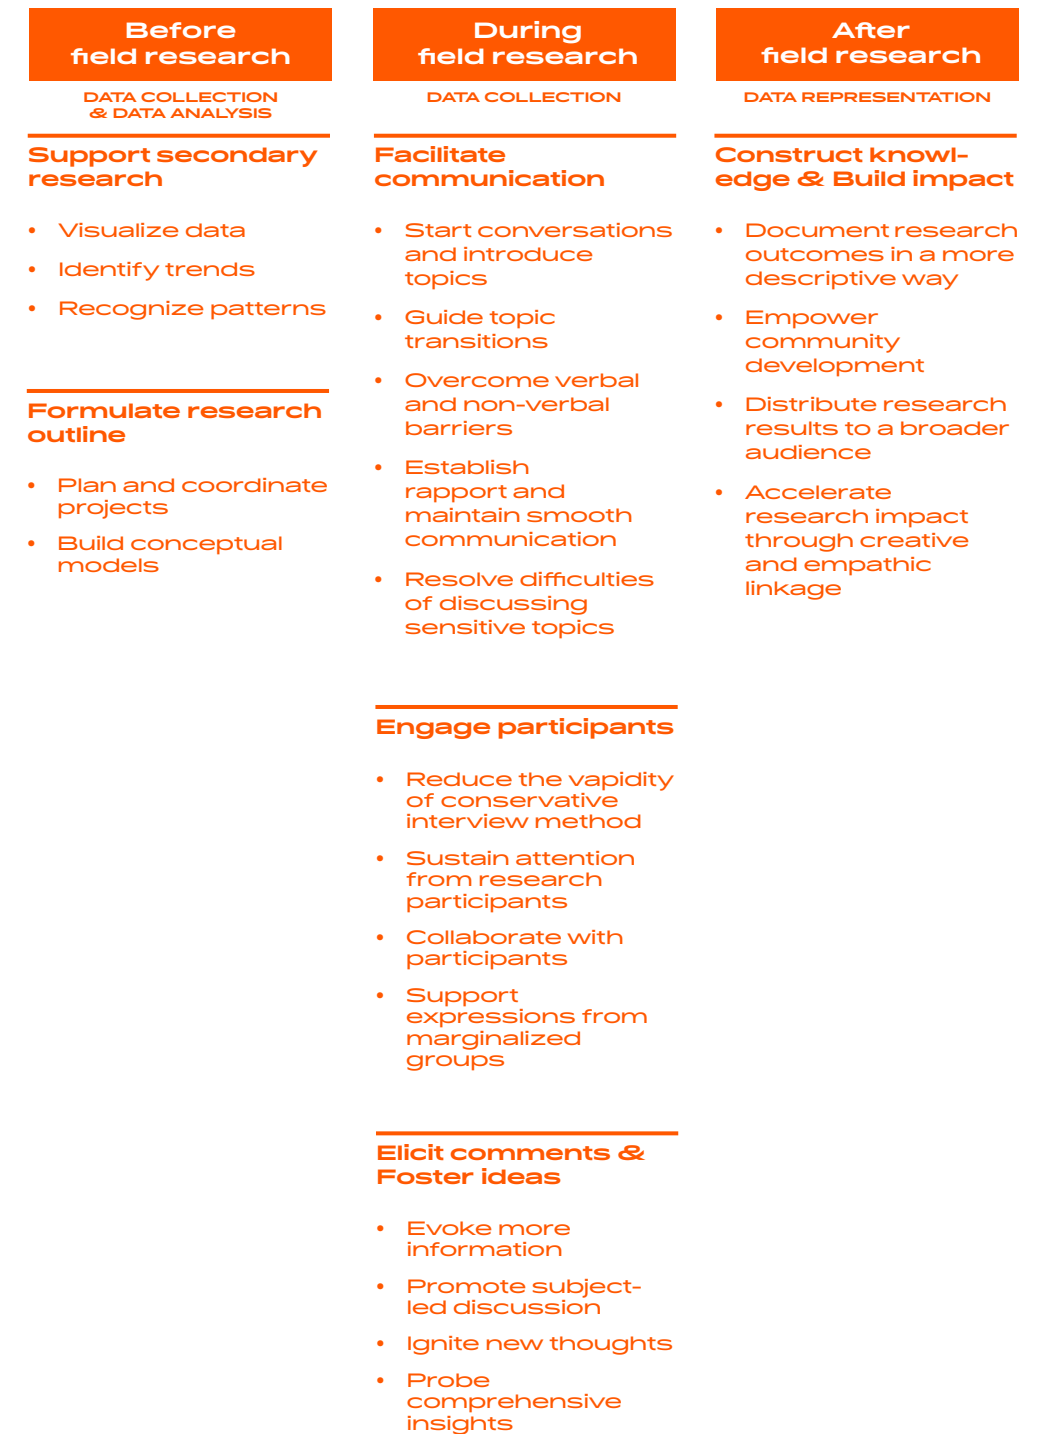 Before
field research
DATA COLLECTION
& DATA ANALYSIS
Support secondary
research
• Visualize data
• Identify trends
• Recognize patterns
Formulate research
outline
• Plan and coordinate
projects
• Build conceptual
models
During
field research
DATA COLLECTION
Facilitate
communication
• Start conversations
and introduce
topics
• Guide topic
transitions
• Overcome verbal
and non-verbal
barriers
• Establish
rapport and
maintain smooth
communication
• Resolve difficulties
of discussing
sensitive topics
Engage participants
• Reduce the vapidity
of conservative
interview method
• Sustain attention
from research
participants
• Collaborate with
participants
• Support
expressions from
marginalized
groups
Elicit comments &
Foster ideas
• Evoke more
information
• Promote subject-
led discussion
• Ignite new thoughts
• Probe
comprehensive
insights
After
field research
DATA REPRESENTATION
Construct knowl-
edge & Build impact
• Document research
outcomes in a more
descriptive way
• Empower
community
development
• Distribute research
results to a broader
audience
• Accelerate
research impact
through creative
and empathic
linkage